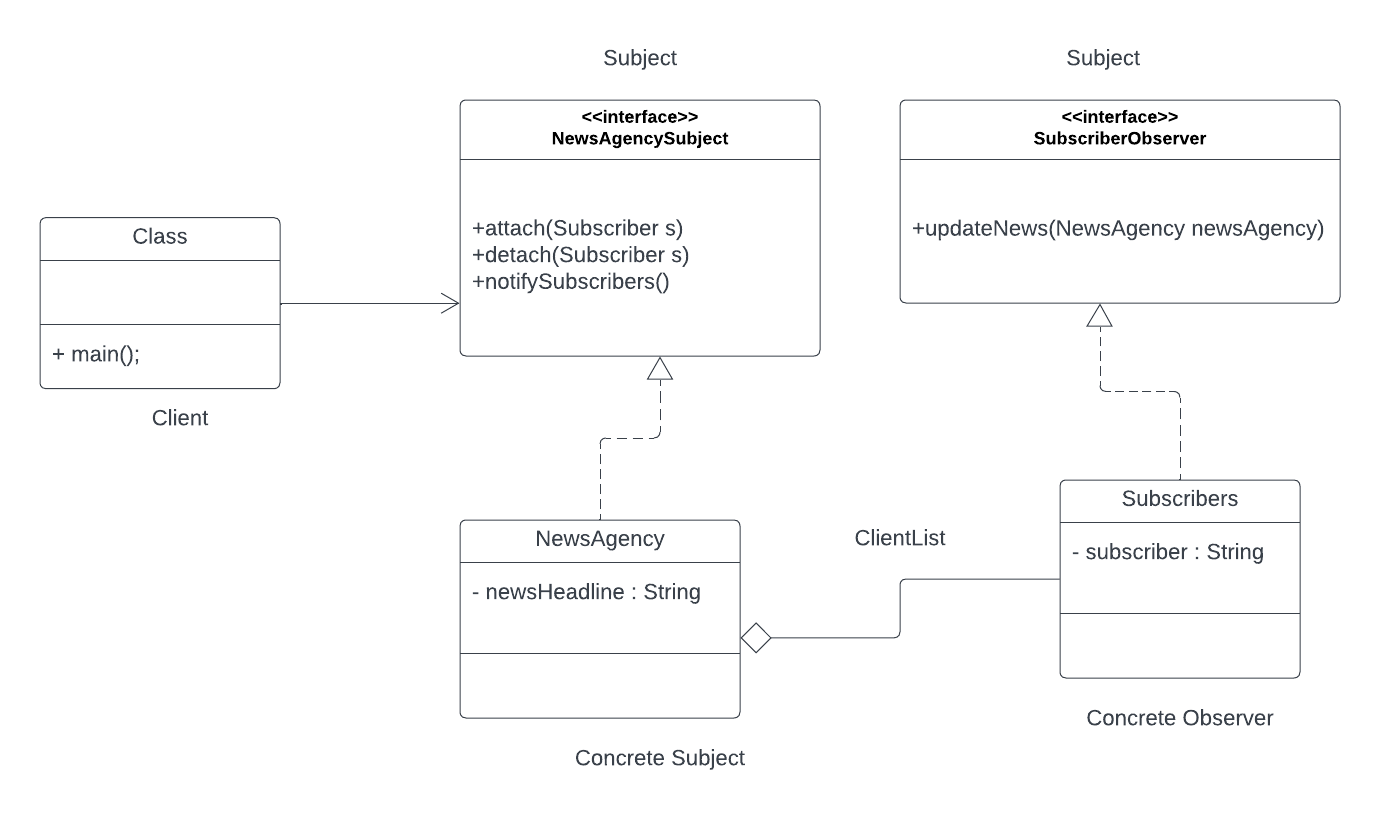 Subject
Subject
<<interface>>
NewsAgencySubject
<<interface>>
SubscriberObserver
+attach(Subscriber s)
+detach(Subscriber s)
+notifySubscribers()
+updateNews(NewsAgency newsAgency)
Class
+ main();
Client
NewsAgency
- newsHeadline : String
Concrete Subject
ClientList
Subscribers
- subscriber : String
Concrete Observer